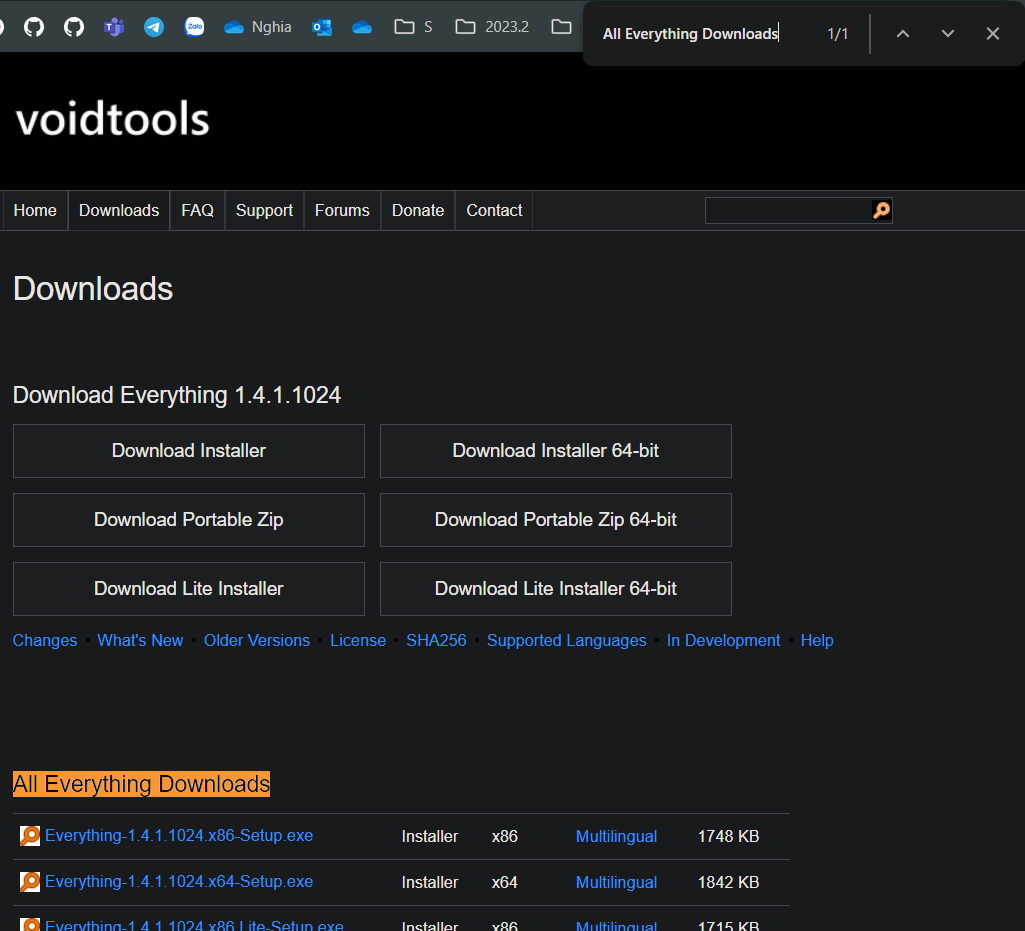 Zalo Nghia S 2023.2 All Everything Downloads 1/1
voidtools
Home Downloads FAQ Support Forums Donate Contact
Downloads
Download Everything 1.4.1.1024
Download Installer Download Installer 64-bit
Download Portable Zip Download Portable Zip 64-bit
Download Lite Installer Download Lite Installer 64-bit
Changes • What's New • Older Versions • License • SHA256 • Supported Languages • In Development • Help
All Everything Downloads
Everything-1.4.1.1024.x86-Setup.exe Installer x86 Multilingual 1748 KB
Everything-1.4.1.1024.x64-Setup.exe Installer x64 Multilingual 1842 KB
Everything-1.4.1.1024.x86.Lite-Setup.exe Installer x86 Multilingual 1715 KB